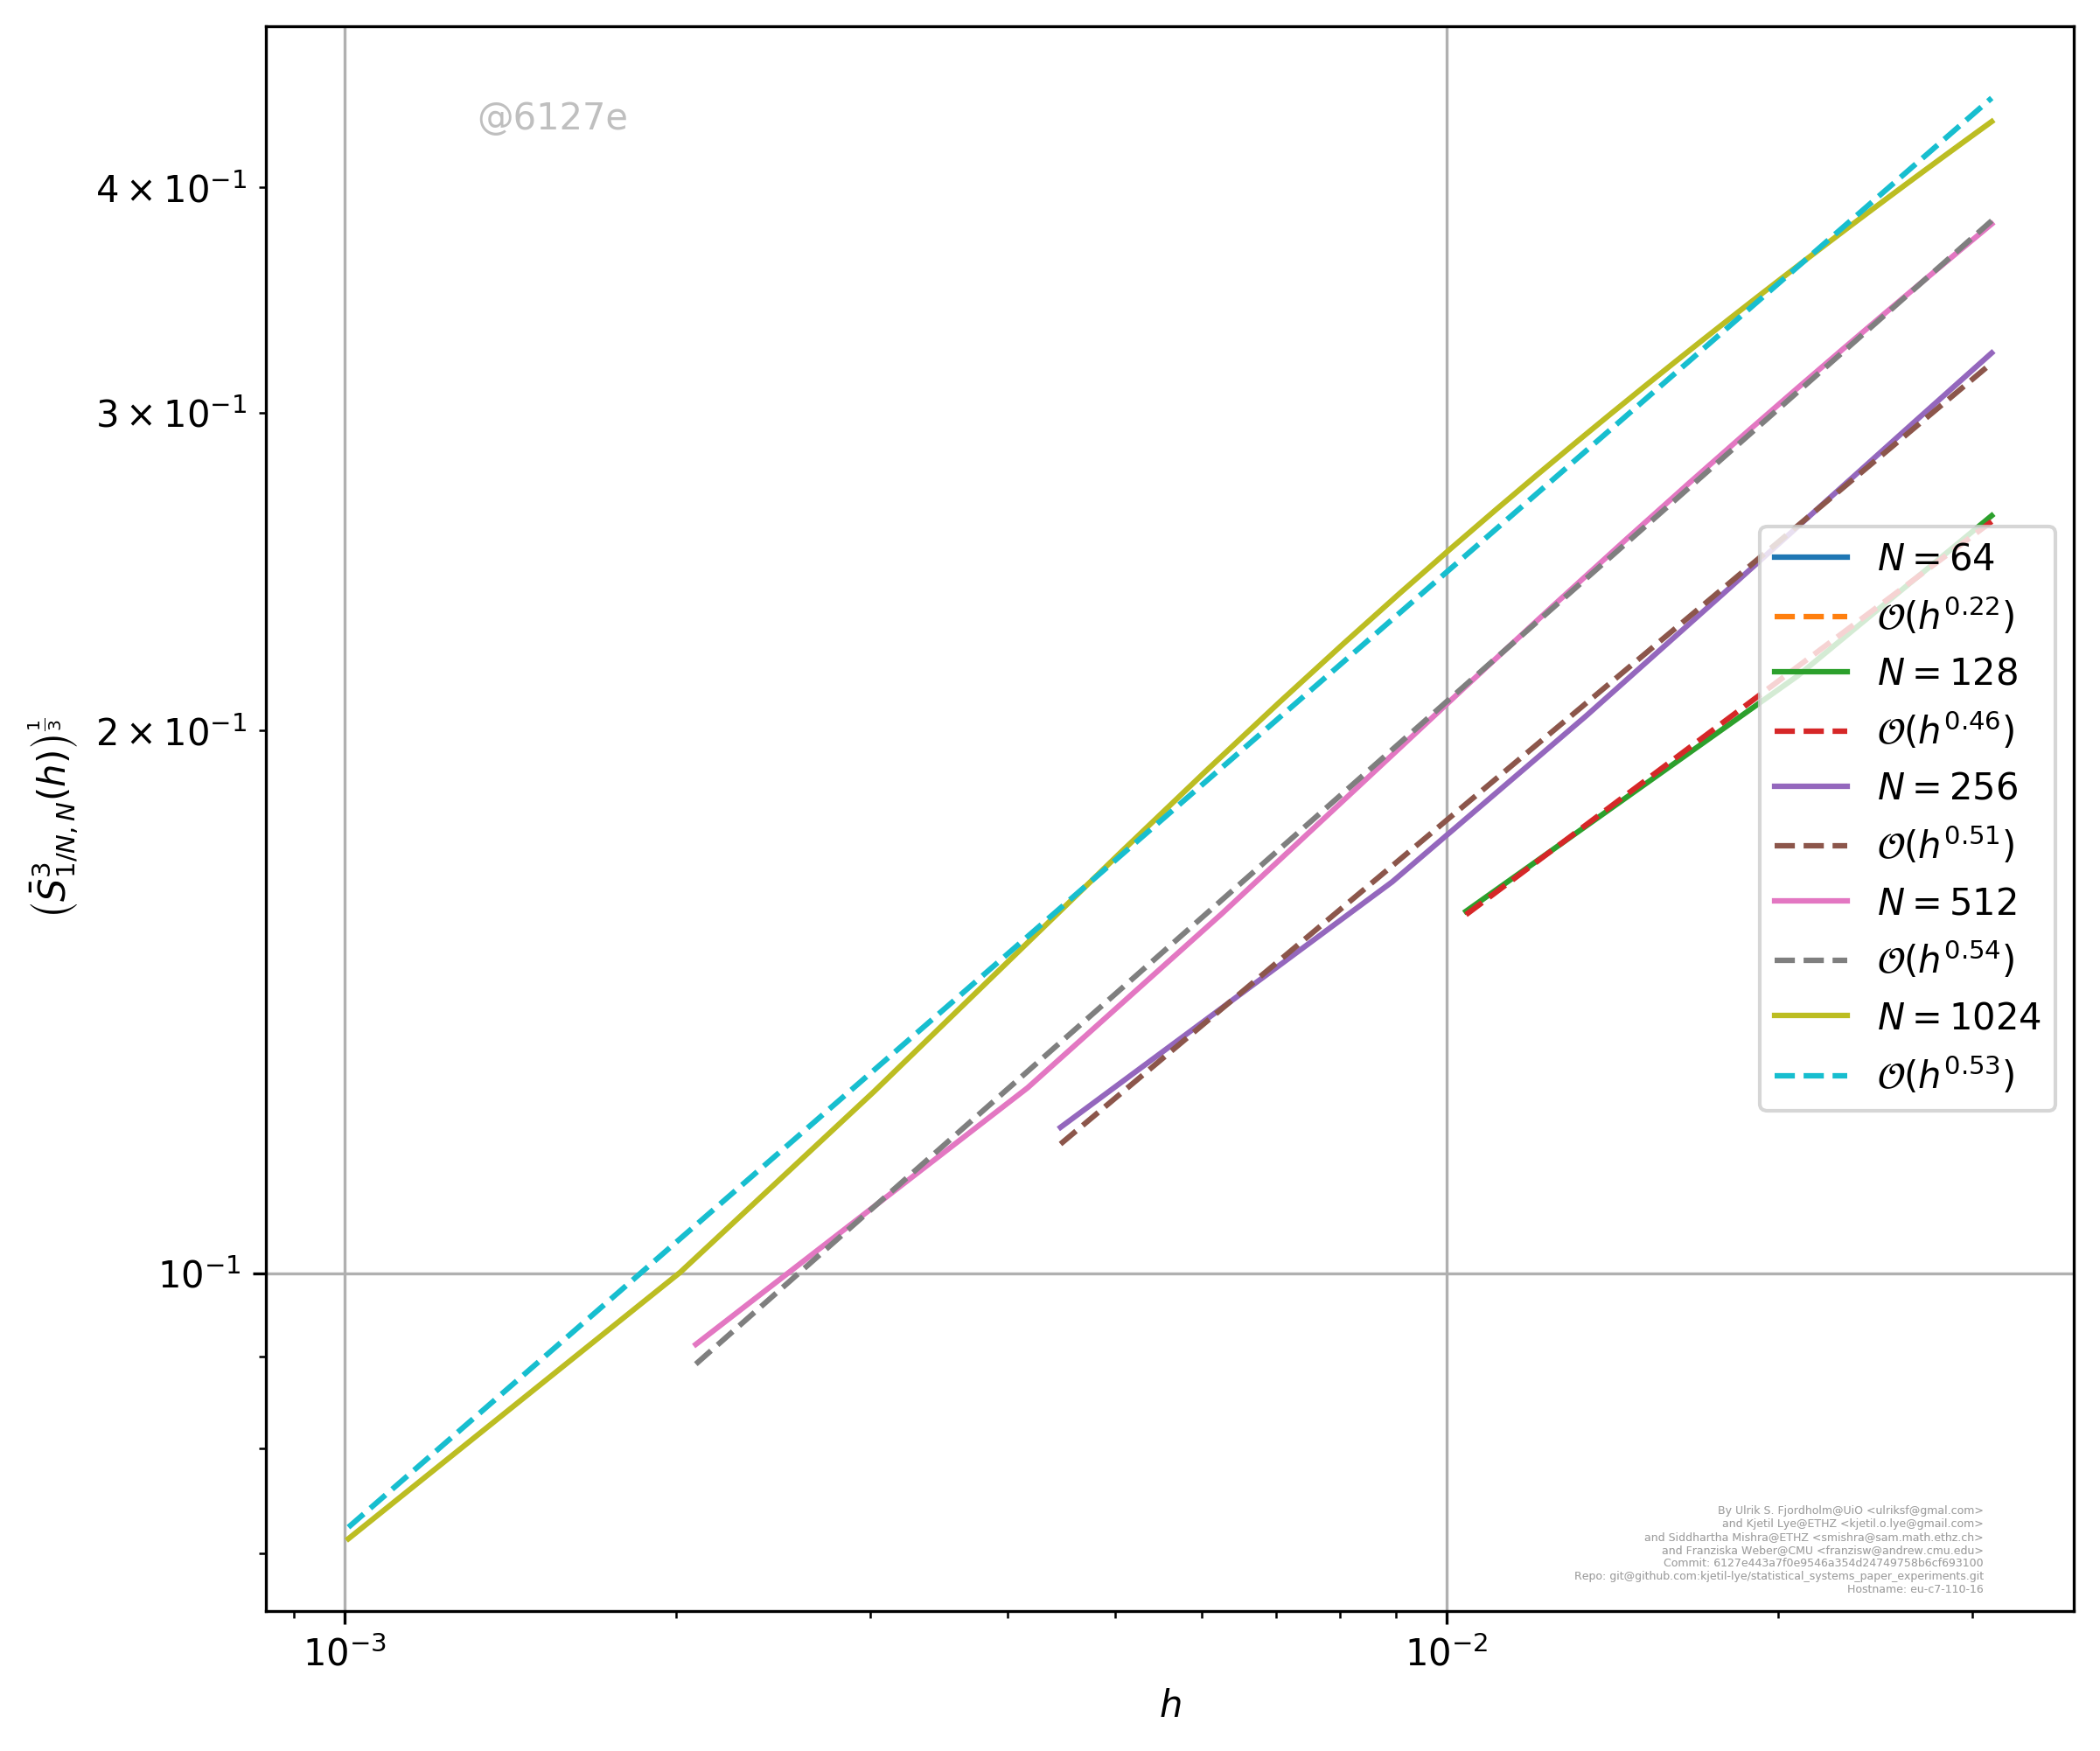 @6127e
4 × 10⁻¹
3 × 10⁻¹
2 × 10⁻¹
10⁻¹
(S̄³_{1/N, N}(h))^{1/3}
N = 64
𝒪(h^{0.22})
N = 128
𝒪(h^{0.46})
N = 256
𝒪(h^{0.51})
N = 512
𝒪(h^{0.54})
N = 1024
𝒪(h^{0.53})
By Ulrik S. Fjordholm@UiO <ulriksf@gmal.com>
and Kjetil Lye@ETHZ <kjetil.o.lye@gmail.com>
and Siddhartha Mishra@ETHZ <smishra@sam.math.ethz.ch>
and Franziska Weber@CMU <franzisw@andrew.cmu.edu>
Commit: 6127e443a7f0e9546a354d24749758b6cf693100
Repo: git@github.com:kjetil-lye/statistical_systems_paper_experiments.git
Hostname: eu-c7-110-16
10⁻³
10⁻²
h